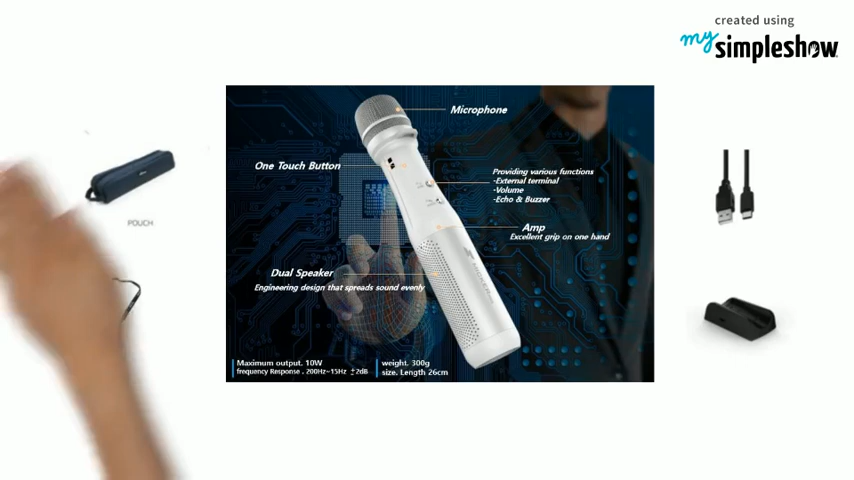 created using
my simpleshow
Microphone
One Touch Button
Providing various functions
-External terminal
-Volume
-Echo & Buzzer
Amp
Excellent grip on one hand
Dual Speaker
Engineering design that spreads sound evenly
POUCH
Maximum output. 10W
frequency Response . 200Hz~15Hz ±2dB
weight. 300g
size. Length 26cm